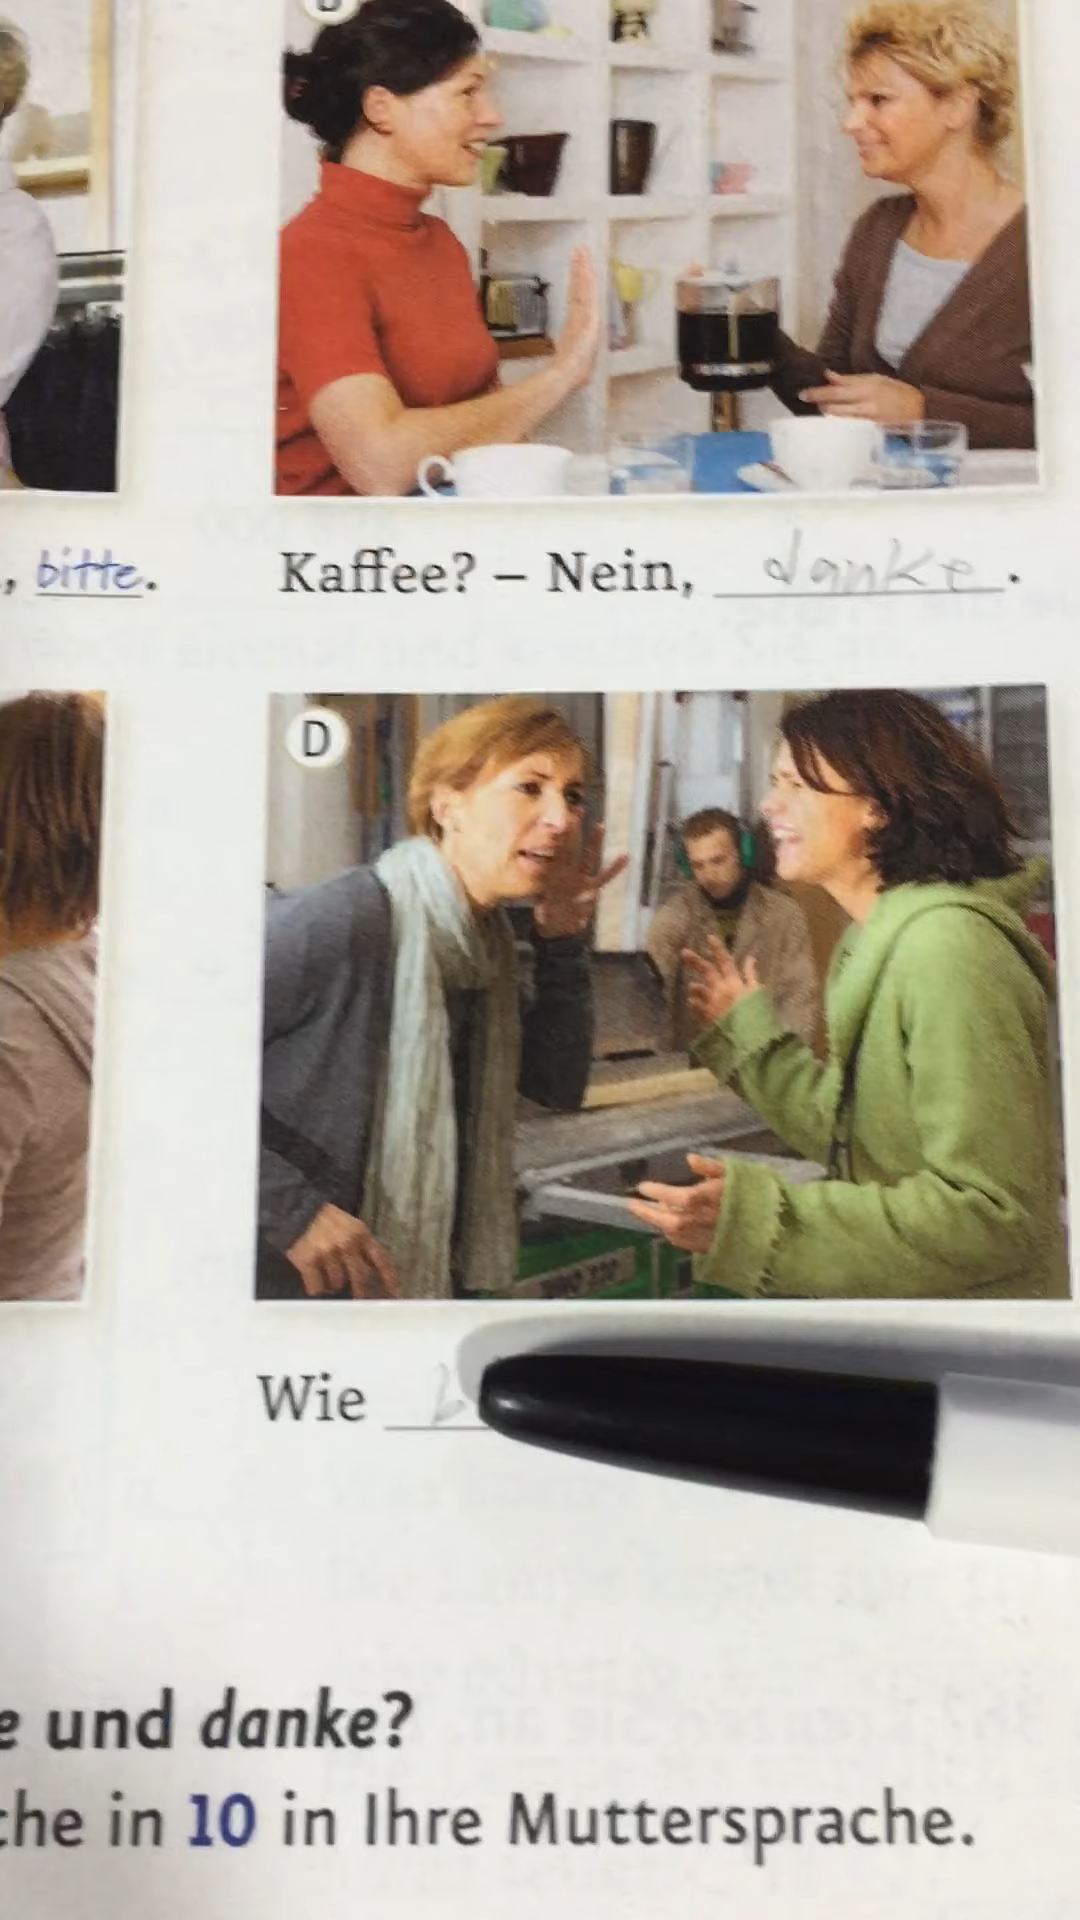 , bitte.
Kaffee? – Nein, danke.
D
Wie
e und danke?
che in 10 in Ihre Muttersprache.